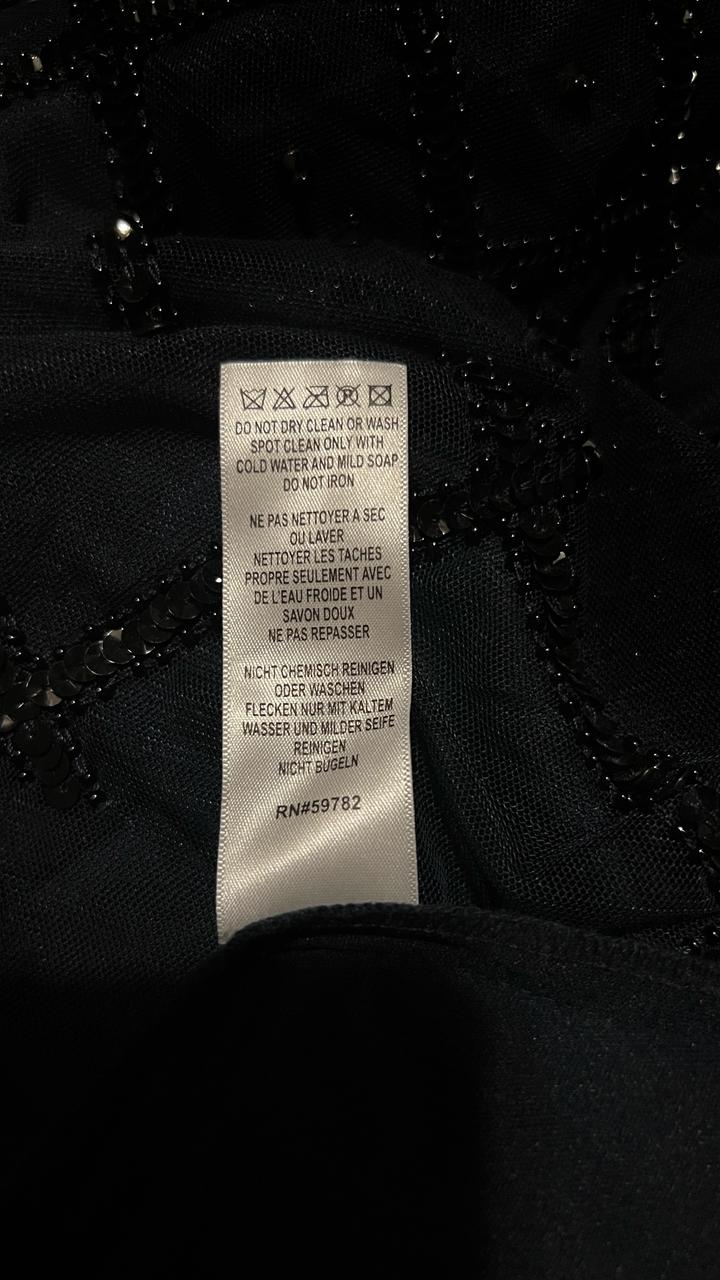 DO NOT DRY CLEAN OR WASH
SPOT CLEAN ONLY WITH
COLD WATER AND MILD SOAP
DO NOT IRON
NE PAS NETTOYER A SEC
OU LAVER
NETTOYER LES TACHES
PROPRE SEULEMENT AVEC
DE L'EAU FROIDE ET UN
SAVON DOUX
NE PAS REPASSER
NICHT CHEMISCH REINIGEN
ODER WASCHEN
FLECKEN NUR MIT KALTEM
WASSER UND MILDER SEIFE
REINIGEN
NICHT BUGELN
RN#59782